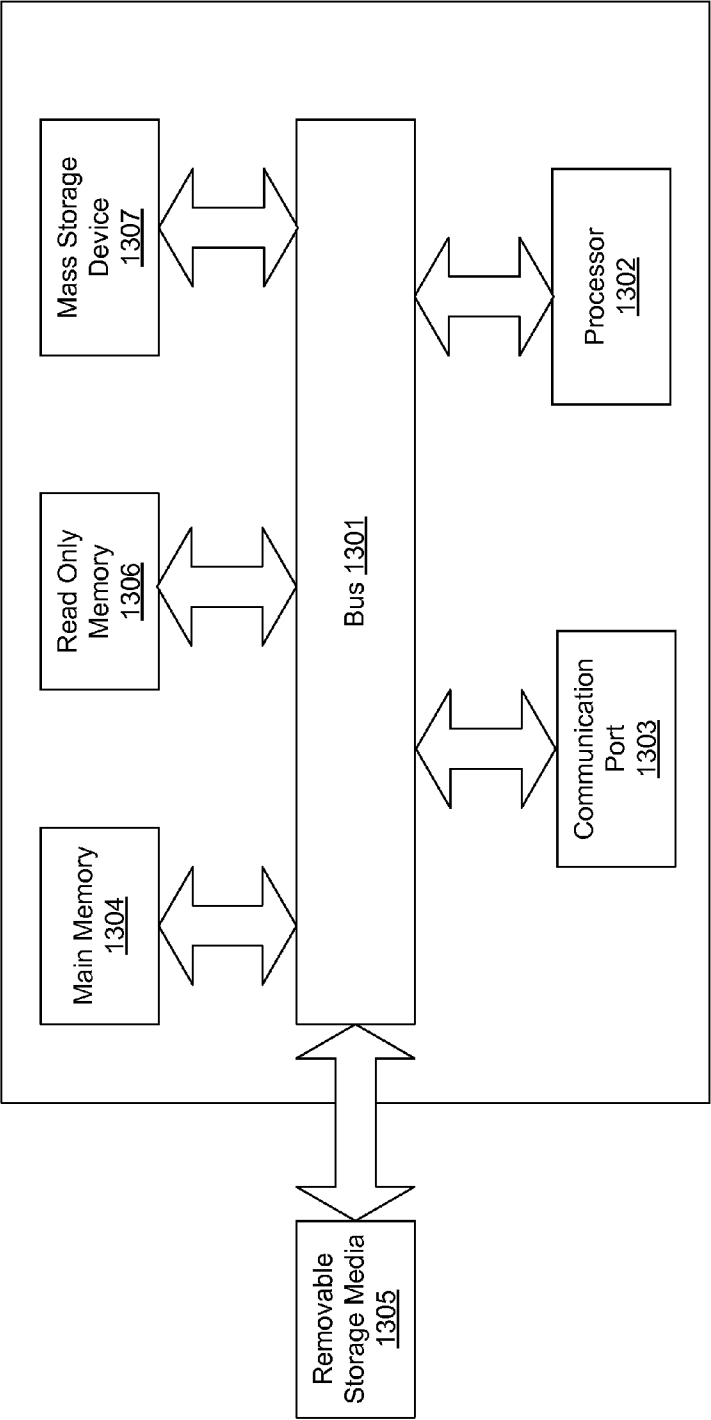 Main Memory
1304
Read Only
Memory
1306
Mass Storage
Device
1307
Removable
Storage Media
1305
Bus 1301
Communication
Port
1303
Processor
1302